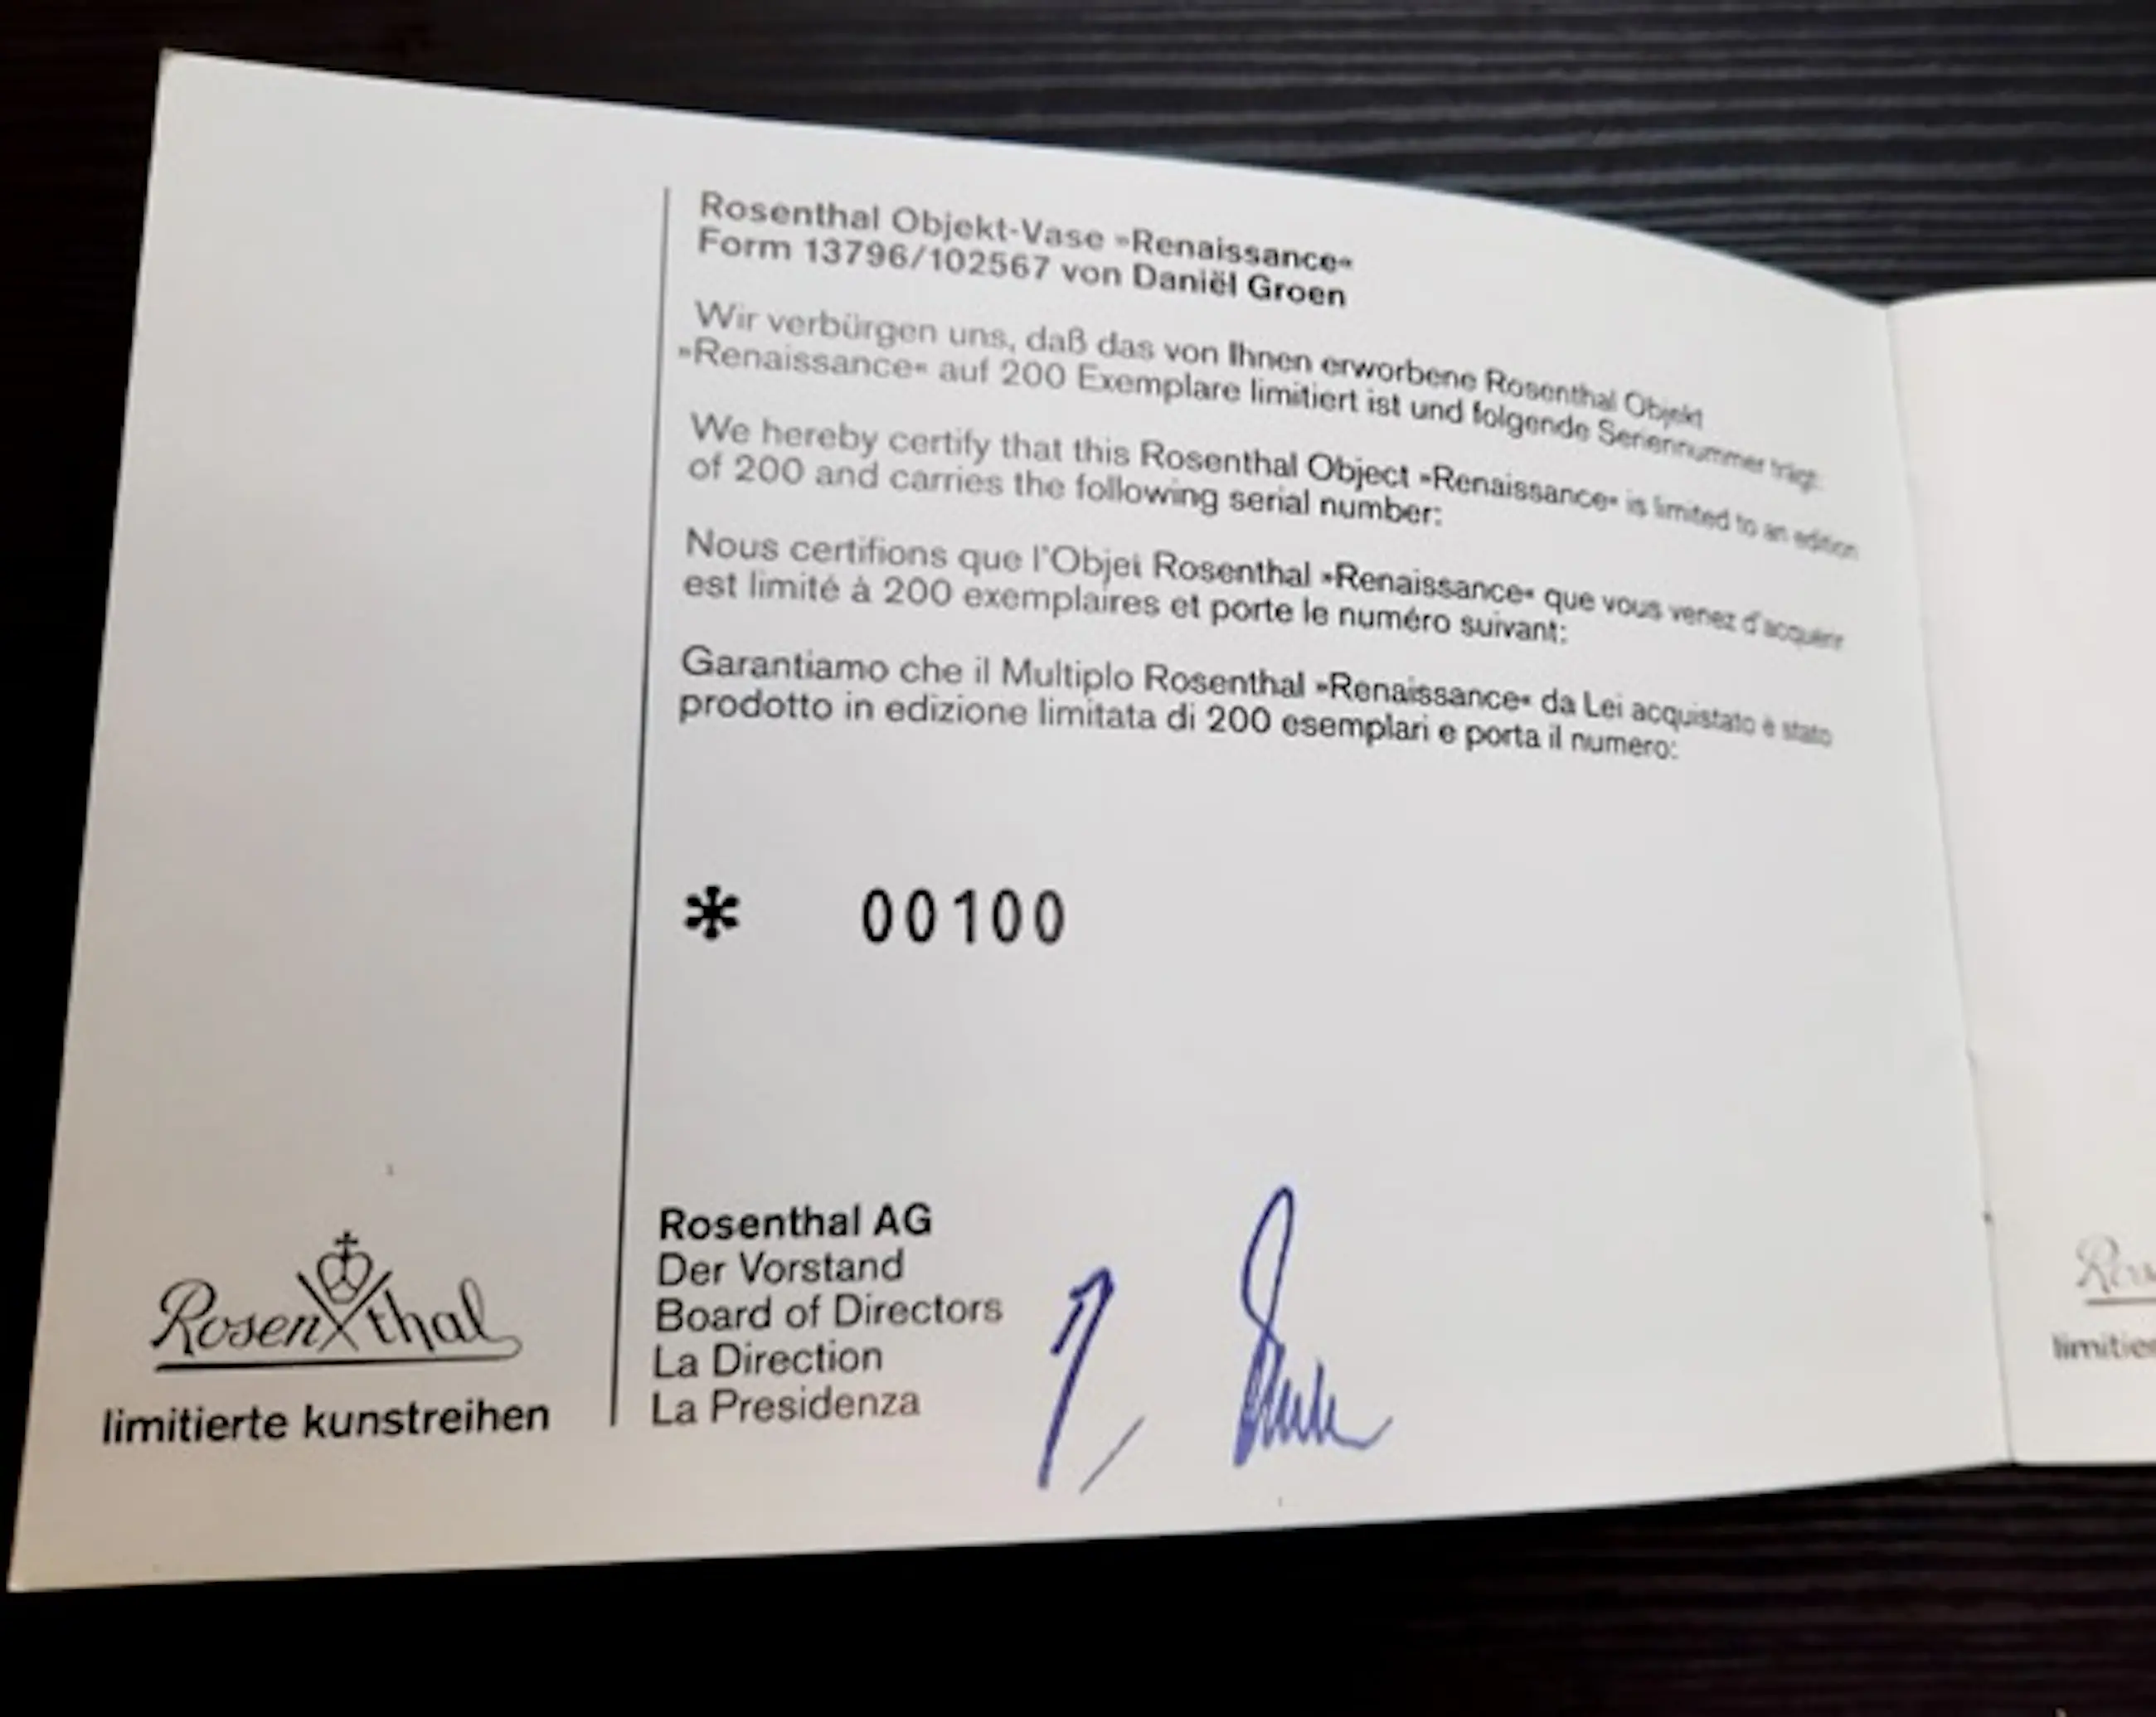 Rosenthal Objekt-Vase »Renaissance«
Form 13796/102567 von Daniël Groen
Wir verbürgen uns, daß das von Ihnen erworbene Rosenthal Objekt
»Renaissance« auf 200 Exemplare limitiert ist und folgende Seriennummer trägt:
We hereby certify that this Rosenthal Object »Renaissance« is limited to an edition
of 200 and carries the following serial number:
Nous certifions que l'Objet Rosenthal »Renaissance« que vous venez d'acquérir
est limité à 200 exemplaires et porte le numéro suivant:
Garantiamo che il Multiplo Rosenthal »Renaissance« da Lei acquistato è stato
prodotto in edizione limitata di 200 esemplari e porta il numero:
* 00100
Rosenthal AG
Der Vorstand
Board of Directors
La Direction
La Presidenza
Rosenthal
limitierte kunstreihen